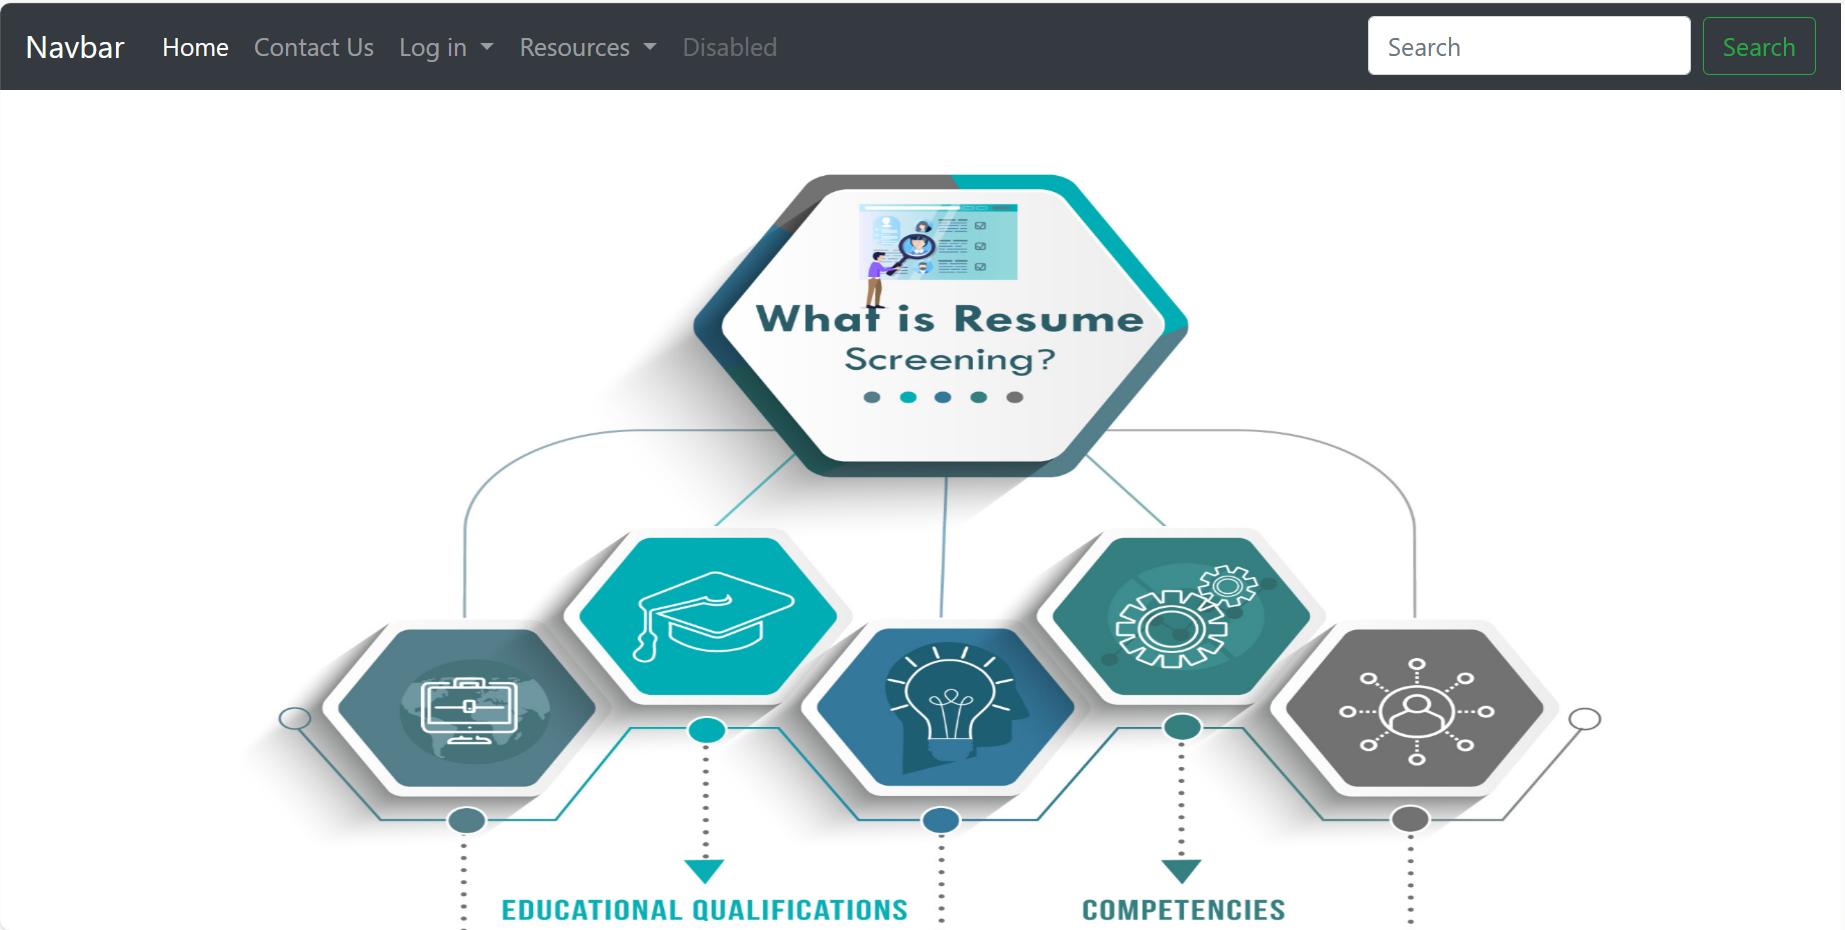 Navbar Home Contact Us Log in Resources Disabled Search Search
What is Resume
Screening?
EDUCATIONAL QUALIFICATIONS COMPETENCIES